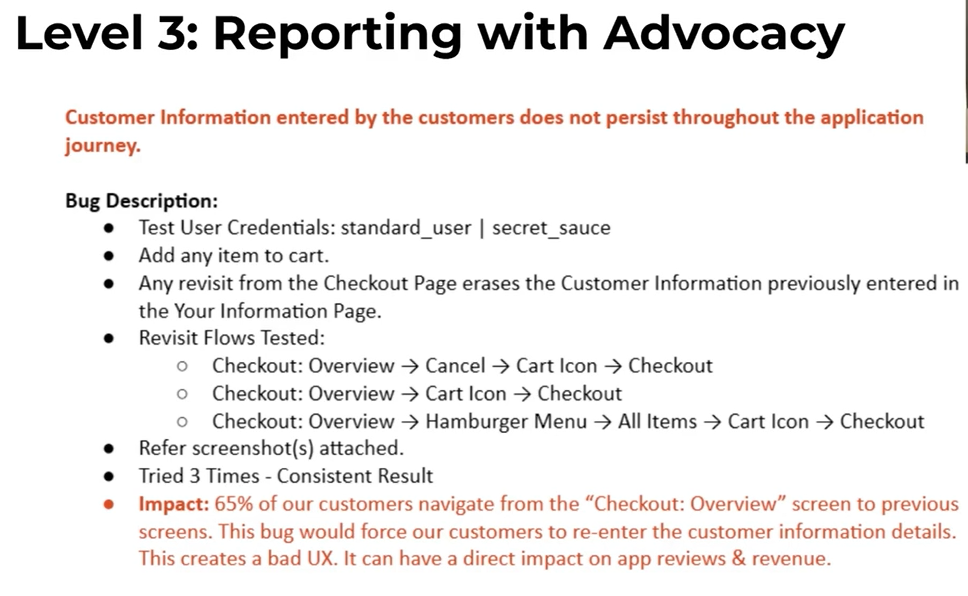 Level 3: Reporting with Advocacy
Customer Information entered by the customers does not persist throughout the application
journey.
Bug Description:
● Test User Credentials: standard_user | secret_sauce
● Add any item to cart.
● Any revisit from the Checkout Page erases the Customer Information previously entered in
the Your Information Page.
● Revisit Flows Tested:
○ Checkout: Overview → Cancel → Cart Icon → Checkout
○ Checkout: Overview → Cart Icon → Checkout
○ Checkout: Overview → Hamburger Menu → All Items → Cart Icon → Checkout
● Refer screenshot(s) attached.
● Tried 3 Times - Consistent Result
● Impact: 65% of our customers navigate from the “Checkout: Overview” screen to previous
screens. This bug would force our customers to re-enter the customer information details.
This creates a bad UX. It can have a direct impact on app reviews & revenue.